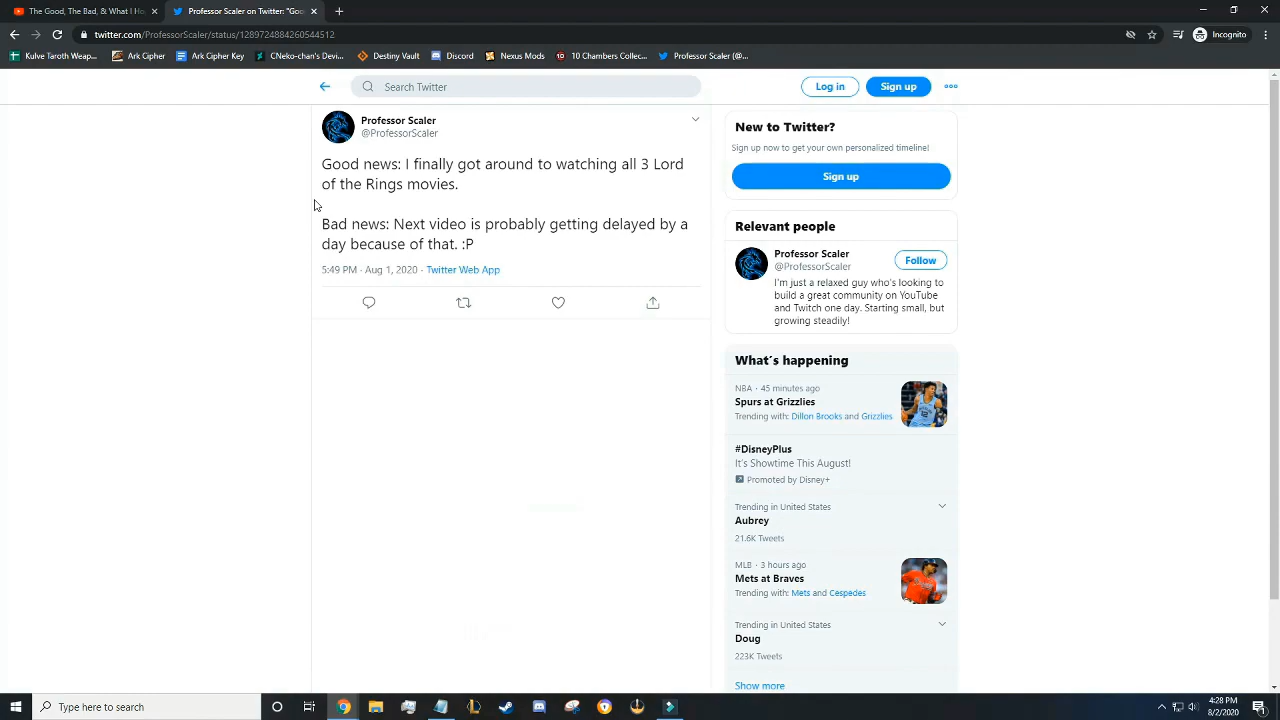 The Good, The Bad, & What I Ho
Professor Scaler on Twitter: "Goo
twitter.com/ProfessorScaler/status/1289724884260544512
Incognito
Kulve Taroth Weap...
Ark Cipher
Ark Cipher Key
CNeko-chan's Devi...
Destiny Vault
Discord
Nexus Mods
10 Chambers Collec...
Professor Scaler (@...
Search Twitter
Log in
Sign up
Professor Scaler
@ProfessorScaler
Good news: I finally got around to watching all 3 Lord
of the Rings movies.
Bad news: Next video is probably getting delayed by a
day because of that. :P
5:49 PM · Aug 1, 2020 · Twitter Web App
New to Twitter?
Sign up now to get your own personalized timeline!
Sign up
Relevant people
Professor Scaler
@ProfessorScaler
Follow
I'm just a relaxed guy who's looking to
build a great community on YouTube
and Twitch one day. Starting small, but
growing steadily!
What's happening
NBA · 45 minutes ago
Spurs at Grizzlies
Trending with: Dillon Brooks and Grizzlies
#DisneyPlus
It's Showtime This August!
Promoted by Disney+
Trending in United States
Aubrey
21.6K Tweets
MLB · 3 hours ago
Mets at Braves
Trending with: Mets and Cespedes
Trending in United States
Doug
223K Tweets
Show more
Type here to search
4:28 PM
8/2/2020